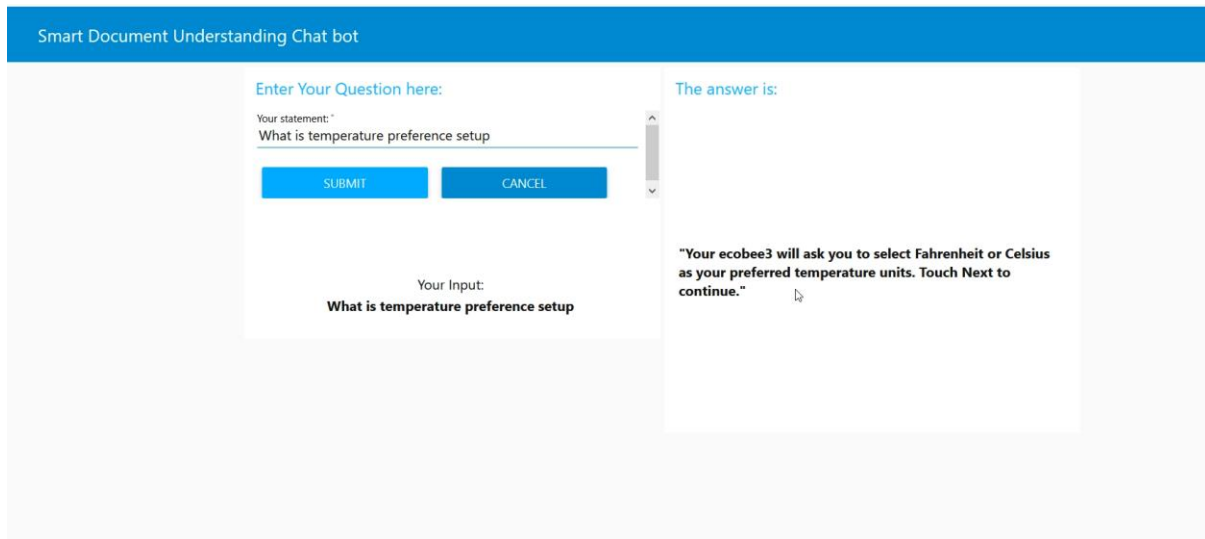 Smart Document Understanding Chat bot
Enter Your Question here:
Your statement: *
What is temperature preference setup
SUBMIT
CANCEL
Your Input:
What is temperature preference setup
The answer is:
"Your ecobee3 will ask you to select Fahrenheit or Celsius
as your preferred temperature units. Touch Next to
continue."